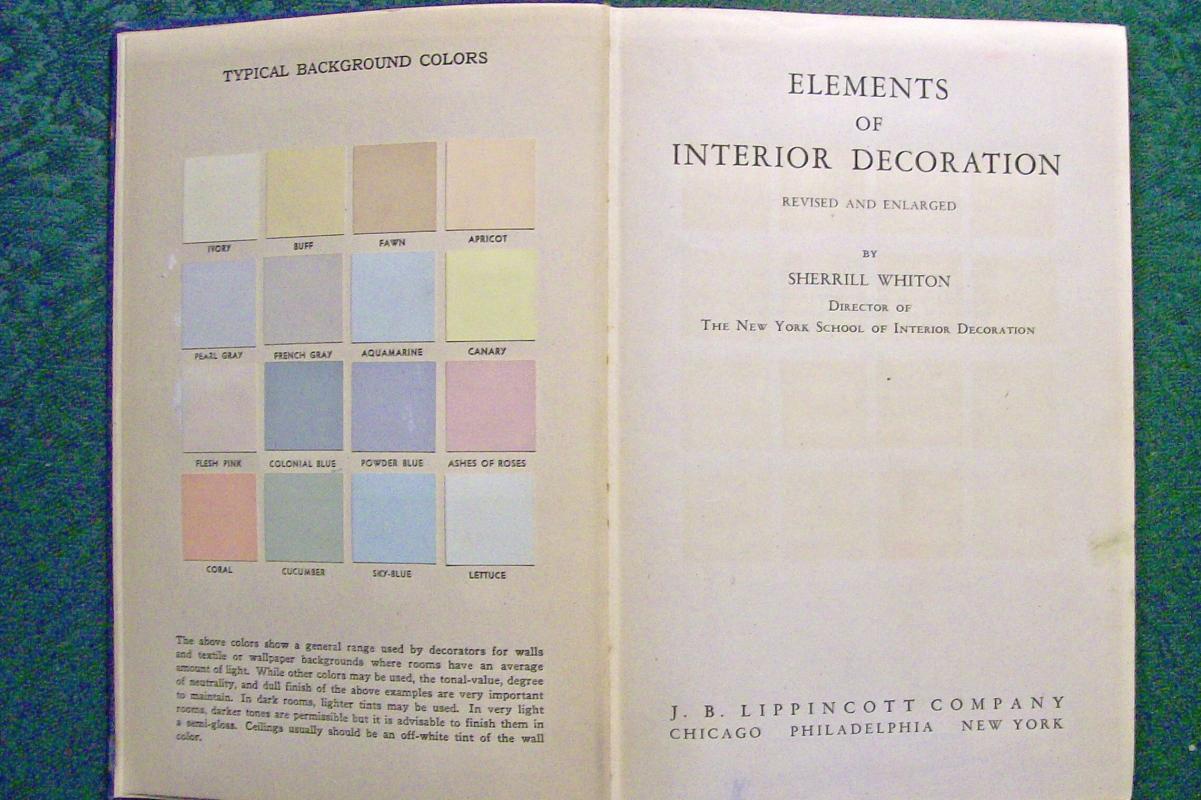 TYPICAL BACKGROUND COLORS
IVORY BUFF FAWN APRICOT
PEARL GRAY FRENCH GRAY AQUAMARINE CANARY
FLESH PINK COLONIAL BLUE POWDER BLUE ASHES OF ROSES
CORAL CUCUMBER SKY-BLUE LETTUCE
The above colors show a general range used by decorators for walls
and textile or wallpaper backgrounds where rooms have an average
amount of light. While other colors may be used, the tonal-value, degree
of neutrality, and dull finish of the above examples are very important
to maintain. In dark rooms, lighter tints may be used. In very light
rooms, darker tones are permissible but it is advisable to finish them in
a semi-gloss. Ceilings usually should be an off-white tint of the wall
color.
ELEMENTS
OF
INTERIOR DECORATION
REVISED AND ENLARGED
BY
SHERRILL WHITON
DIRECTOR OF
THE NEW YORK SCHOOL OF INTERIOR DECORATION
J. B. LIPPINCOTT COMPANY
CHICAGO PHILADELPHIA NEW YORK